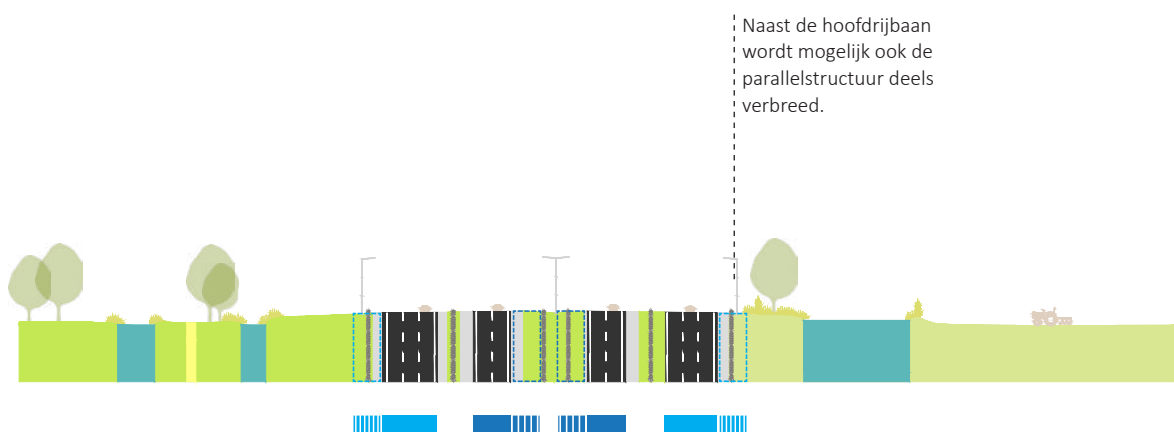 Naast de hoofdrijbaan
wordt mogelijk ook de
parallelstructuur deels
verbreed.